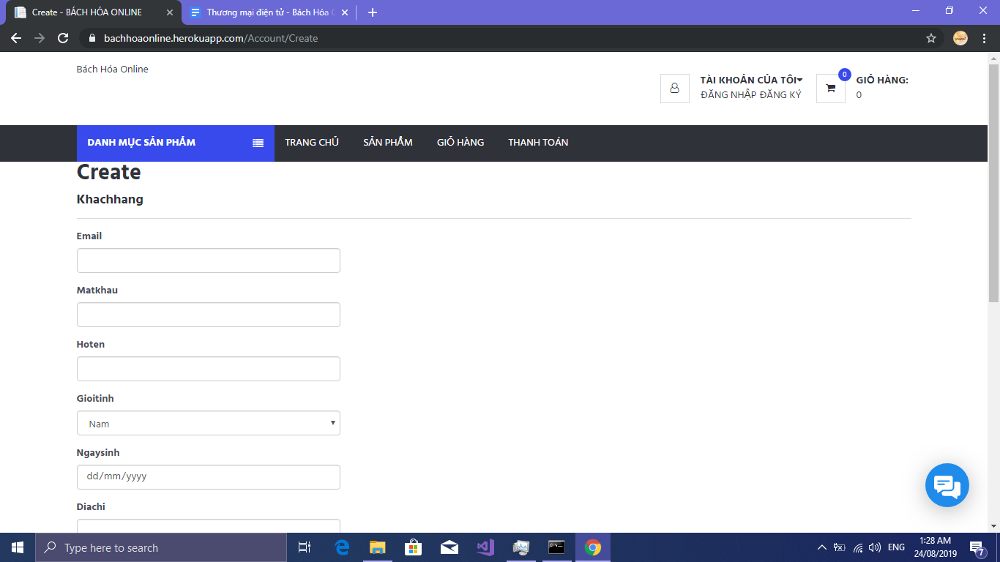 Create - BÁCH HÓA ONLINE
Thương mại điện tử - Bách Hóa
bachhoaonline.herokuapp.com/Account/Create
Bách Hóa Online
TÀI KHOẢN CỦA TÔI
ĐĂNG NHẬP ĐĂNG KÝ
0
GIỎ HÀNG:
0
DANH MỤC SẢN PHẨM
TRANG CHỦ
SẢN PHẨM
GIỎ HÀNG
THANH TOÁN
Create
Khachhang
Email
Matkhau
Hoten
Gioitinh
Nam
Ngaysinh
dd/mm/yyyy
Diachi
Type here to search
ENG
1:28 AM
24/08/2019
7